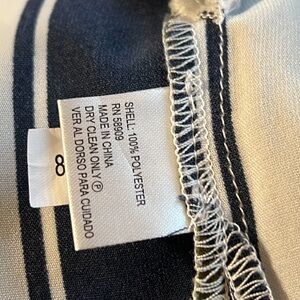 SHELL: 100% POLYESTER
RN 58909
MADE IN CHINA
DRY CLEAN ONLY Ⓟ
VER AL DORSO PARA CUIDADO
8